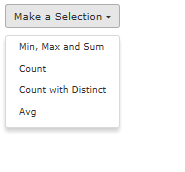 Make a Selection
Min, Max and Sum
Count
Count with Distinct
Avg